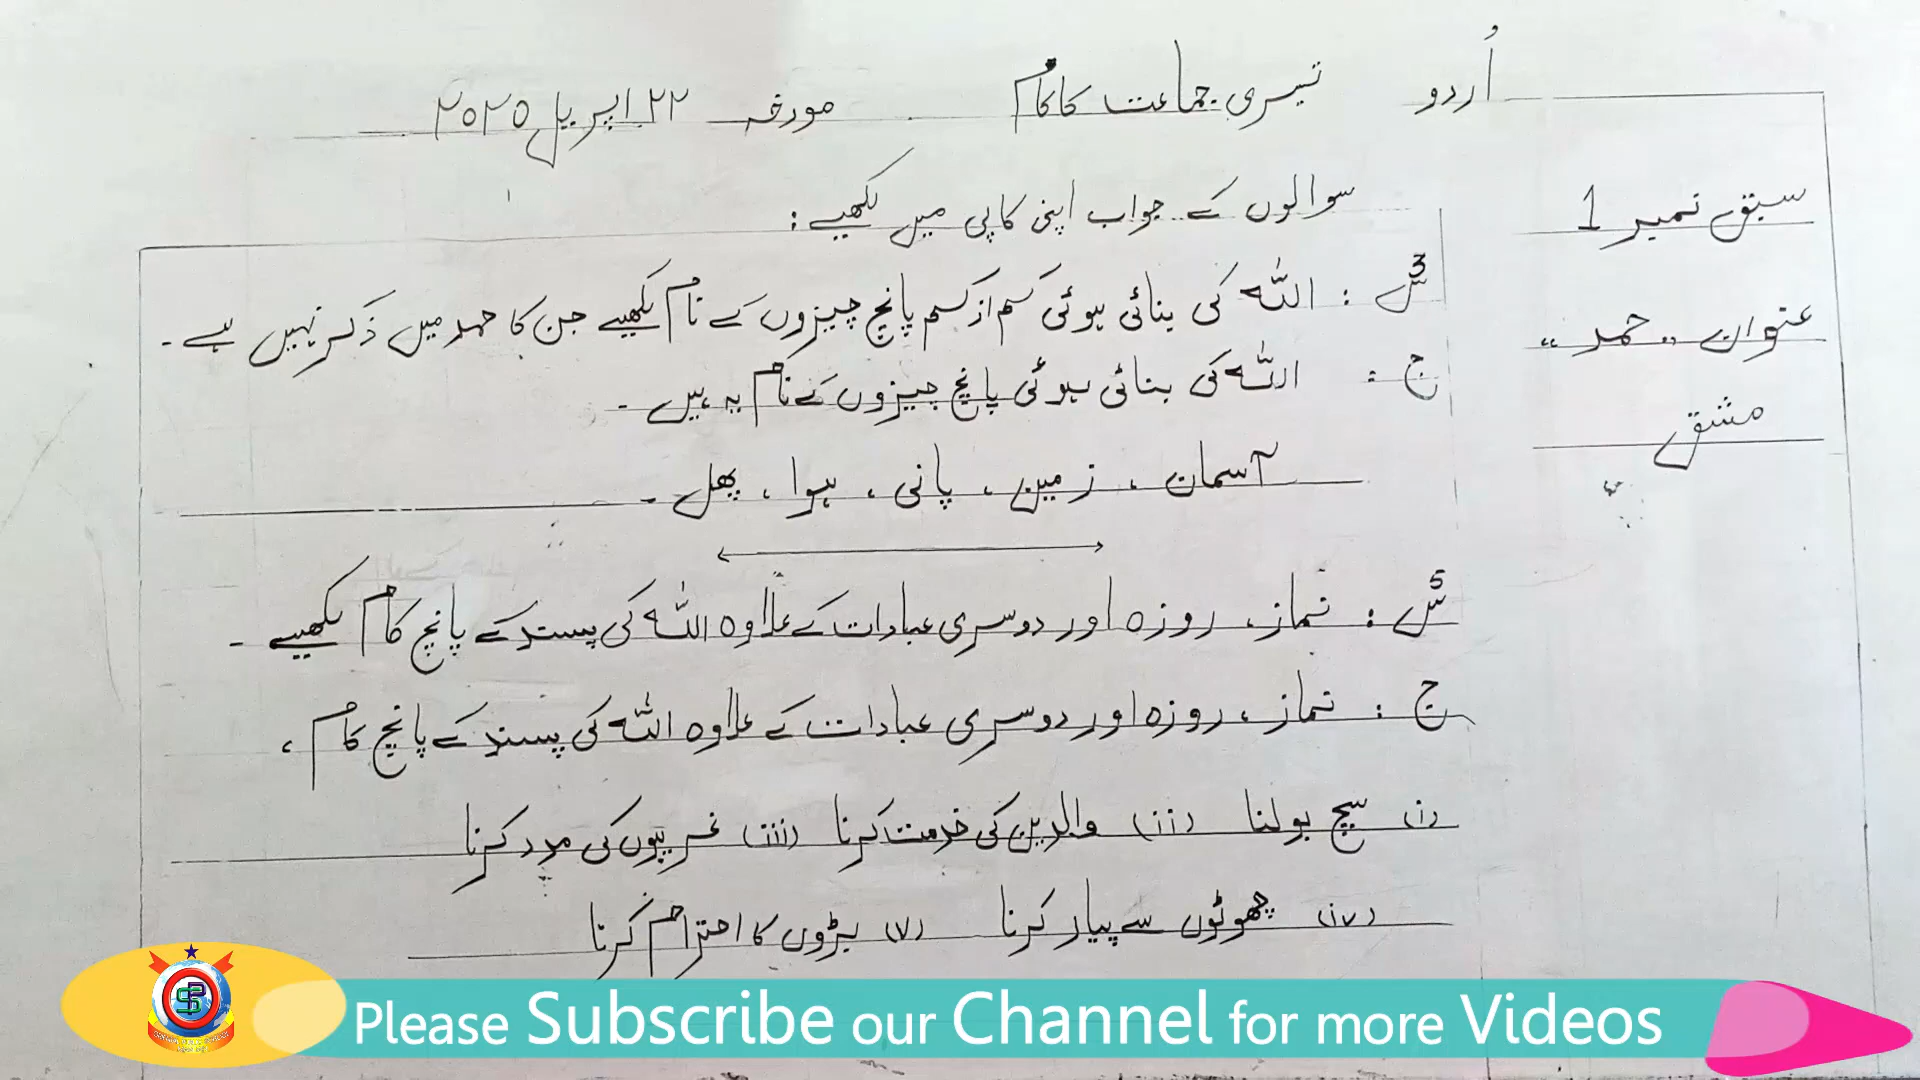 اُردو تیسری جماعت کا کام مورخہ ۲۲ اپریل ۲۰۲۵
سبق نمبر 1
عنوان "حمد"
مشق
سوالوں کے جواب اپنی کاپی میں لکھیے:
س3: اللہ کی بنائی ہوئی کم از کم پانچ چیزوں کے نام لکھیے جن کا حمد میں ذکر نہیں ہے۔
ج: اللہ کی بنائی ہوئی پانچ چیزوں کے نام یہ ہیں۔
آسمان، زمین، پانی، ہوا، پھل۔
س5: نماز، روزہ اور دوسری عبادات کے علاوہ اللہ کی پسند کے پانچ کام لکھیے۔
ج: نماز، روزہ اور دوسری عبادات کے علاوہ اللہ کی پسند کے پانچ کام،
(i) سچ بولنا (ii) والدین کی خدمت کرنا (iii) غریبوں کی مدد کرنا
(iv) چھوٹوں سے پیار کرنا (v) بڑوں کا احترام کرنا
Please Subscribe our Channel for more Videos